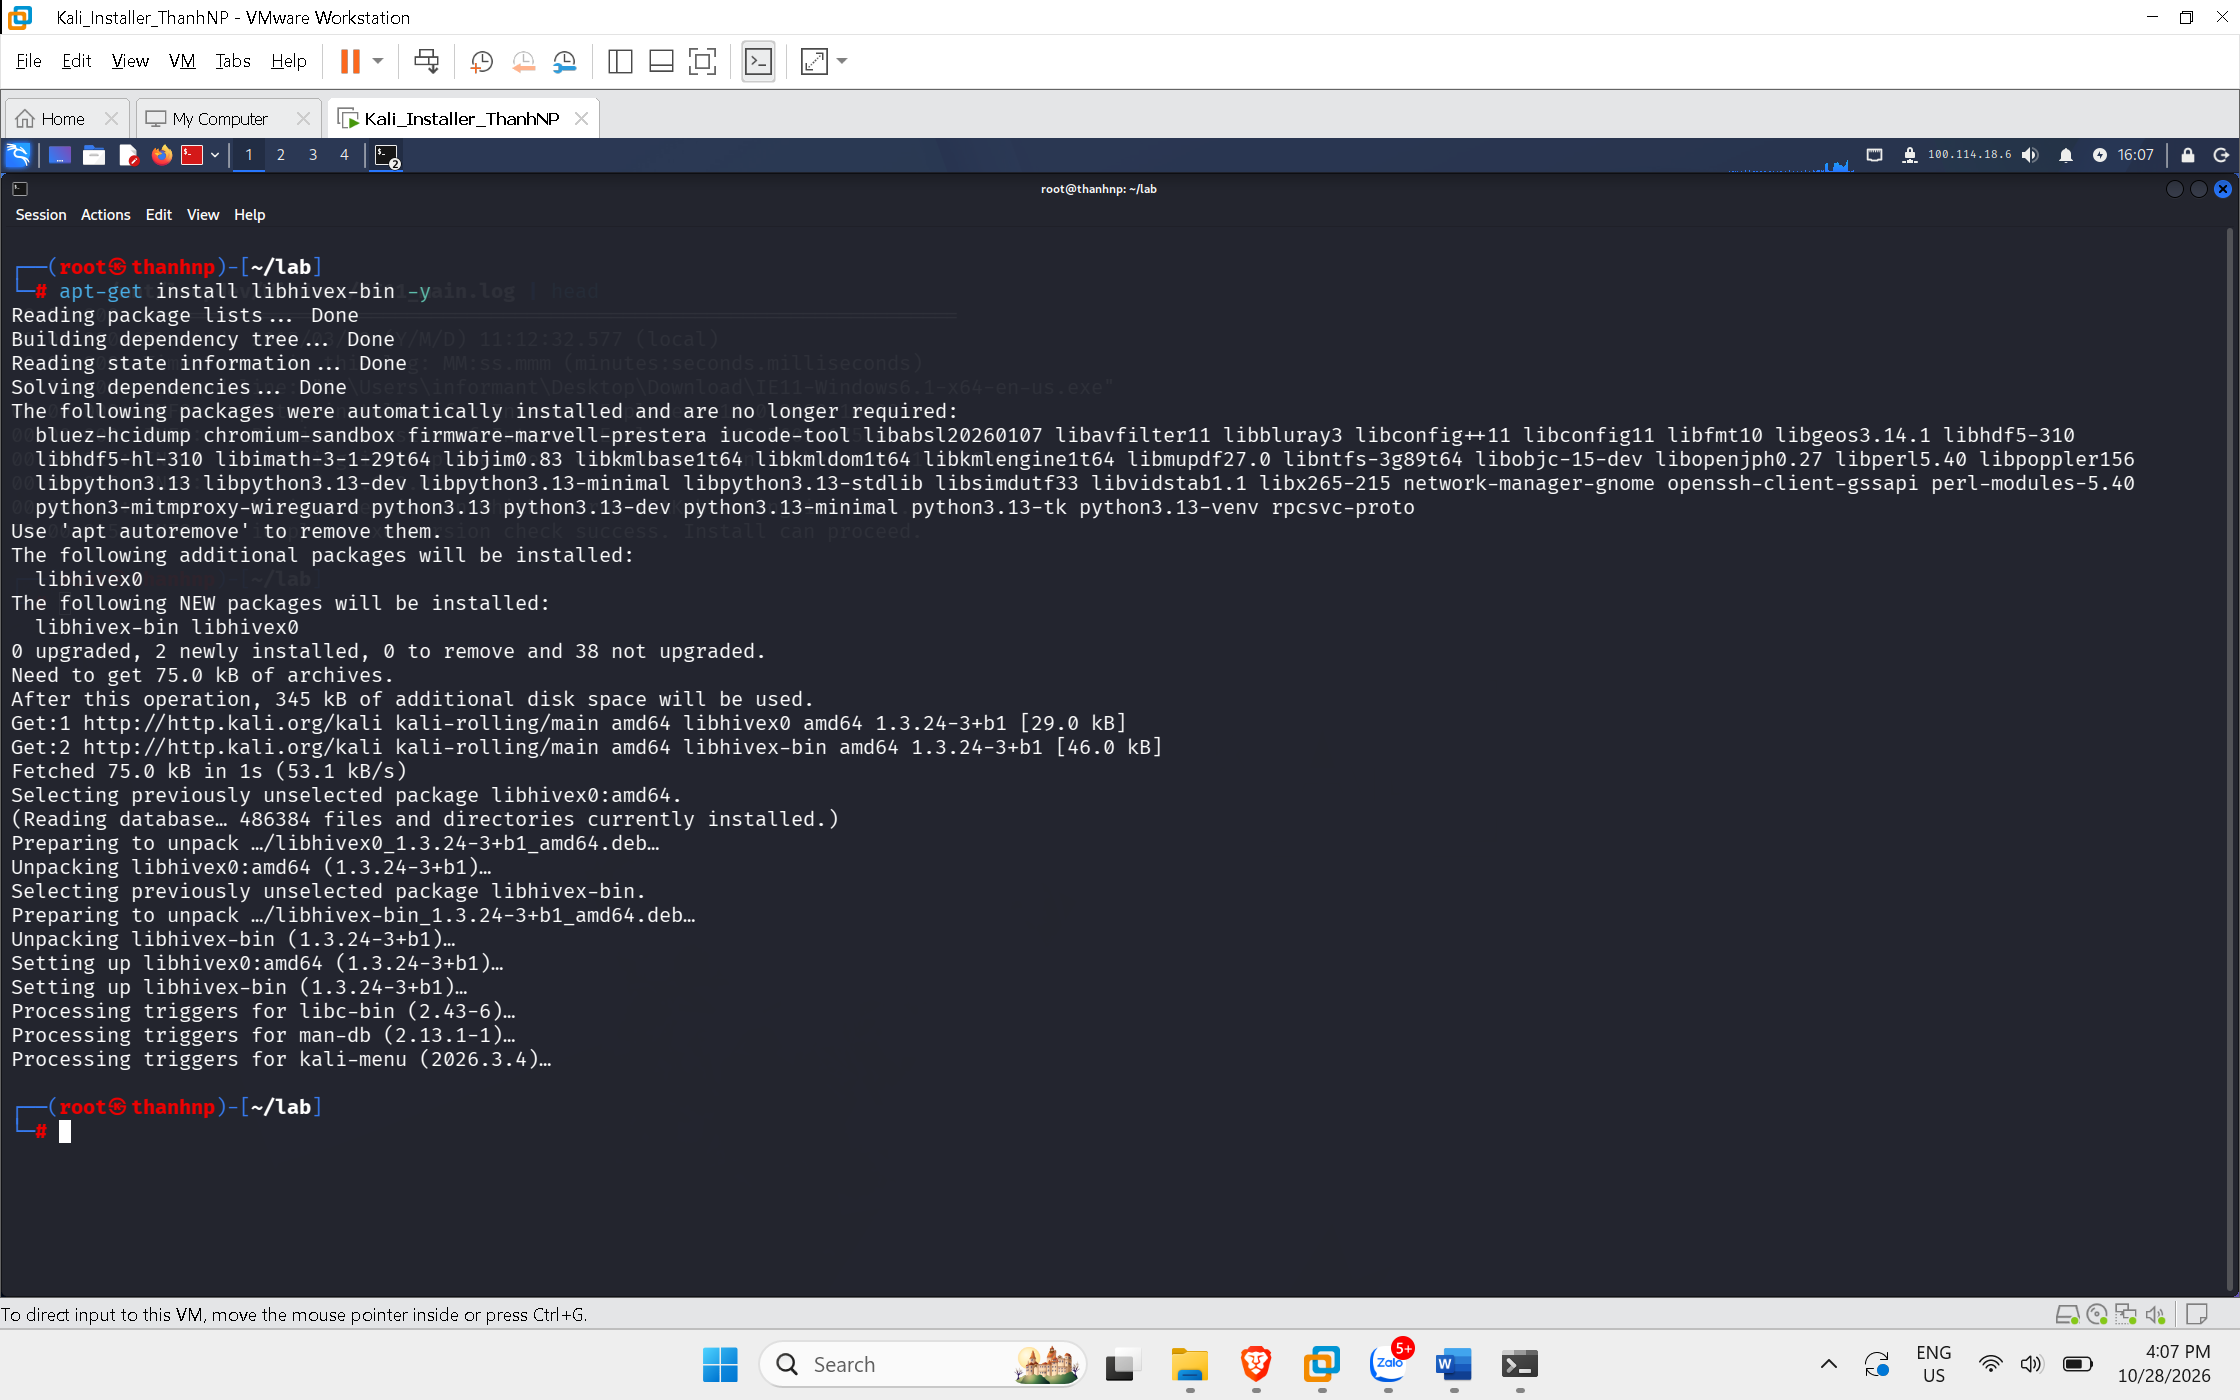 Kali_Installer_ThanhNP - VMware Workstation
File Edit View VM Tabs Help
Home My Computer Kali_Installer_ThanhNP
1 2 3 4 2 100.114.18.6 16:07
root@thanhnp: ~/lab
Session Actions Edit View Help
┌──(root㉿thanhnp)-[~/lab]
└─# apt-get install libhivex-bin -y
Reading package lists... Done
Building dependency tree... Done
Reading state information... Done
Solving dependencies... Done
The following packages were automatically installed and are no longer required:
bluez-hcidump chromium-sandbox firmware-marvell-prestera iucode-tool libabsl20260107 libavfilter11 libbluray3 libconfig++11 libconfig11 libfmt10 libgeos3.14.1 libhdf5-310
libhdf5-hl-310 libimath-3-1-29t64 libjim0.83 libkmlbase1t64 libkmldom1t64 libkmlengine1t64 libmupdf27.0 libntfs-3g89t64 libobjc-15-dev libopenjph0.27 libperl5.40 libpoppler156
libpython3.13 libpython3.13-dev libpython3.13-minimal libpython3.13-stdlib libsimdutf33 libvidstab1.1 libx265-215 network-manager-gnome openssh-client-gssapi perl-modules-5.40
python3-mitmproxy-wireguard python3.13 python3.13-dev python3.13-minimal python3.13-tk python3.13-venv rpcsvc-proto
Use 'apt autoremove' to remove them.
The following additional packages will be installed:
libhivex0
The following NEW packages will be installed:
libhivex-bin libhivex0
0 upgraded, 2 newly installed, 0 to remove and 38 not upgraded.
Need to get 75.0 kB of archives.
After this operation, 345 kB of additional disk space will be used.
Get:1 http://http.kali.org/kali kali-rolling/main amd64 libhivex0 amd64 1.3.24-3+b1 [29.0 kB]
Get:2 http://http.kali.org/kali kali-rolling/main amd64 libhivex-bin amd64 1.3.24-3+b1 [46.0 kB]
Fetched 75.0 kB in 1s (53.1 kB/s)
Selecting previously unselected package libhivex0:amd64.
(Reading database… 486384 files and directories currently installed.)
Preparing to unpack …/libhivex0_1.3.24-3+b1_amd64.deb…
Unpacking libhivex0:amd64 (1.3.24-3+b1)…
Selecting previously unselected package libhivex-bin.
Preparing to unpack …/libhivex-bin_1.3.24-3+b1_amd64.deb…
Unpacking libhivex-bin (1.3.24-3+b1)…
Setting up libhivex0:amd64 (1.3.24-3+b1)…
Setting up libhivex-bin (1.3.24-3+b1)…
Processing triggers for libc-bin (2.43-6)…
Processing triggers for man-db (2.13.1-1)…
Processing triggers for kali-menu (2026.3.4)…
┌──(root㉿thanhnp)-[~/lab]
└─#
To direct input to this VM, move the mouse pointer inside or press Ctrl+G.
Search Zalo 5+ W ENG US 4:07 PM 10/28/2026